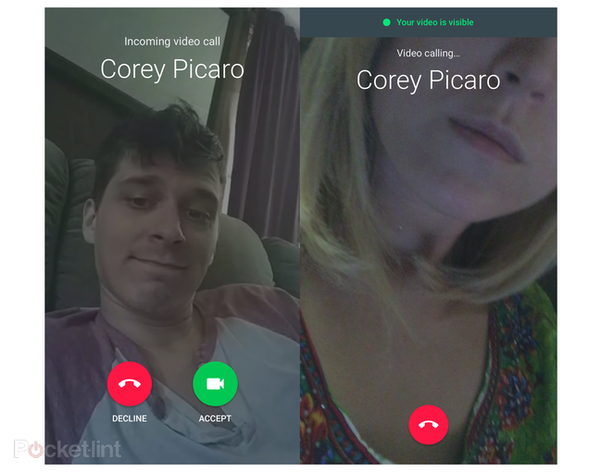 Incoming video call
Corey Picaro
DECLINE
ACCEPT
Your video is visible
Video calling...
Corey Picaro
Pocketlint